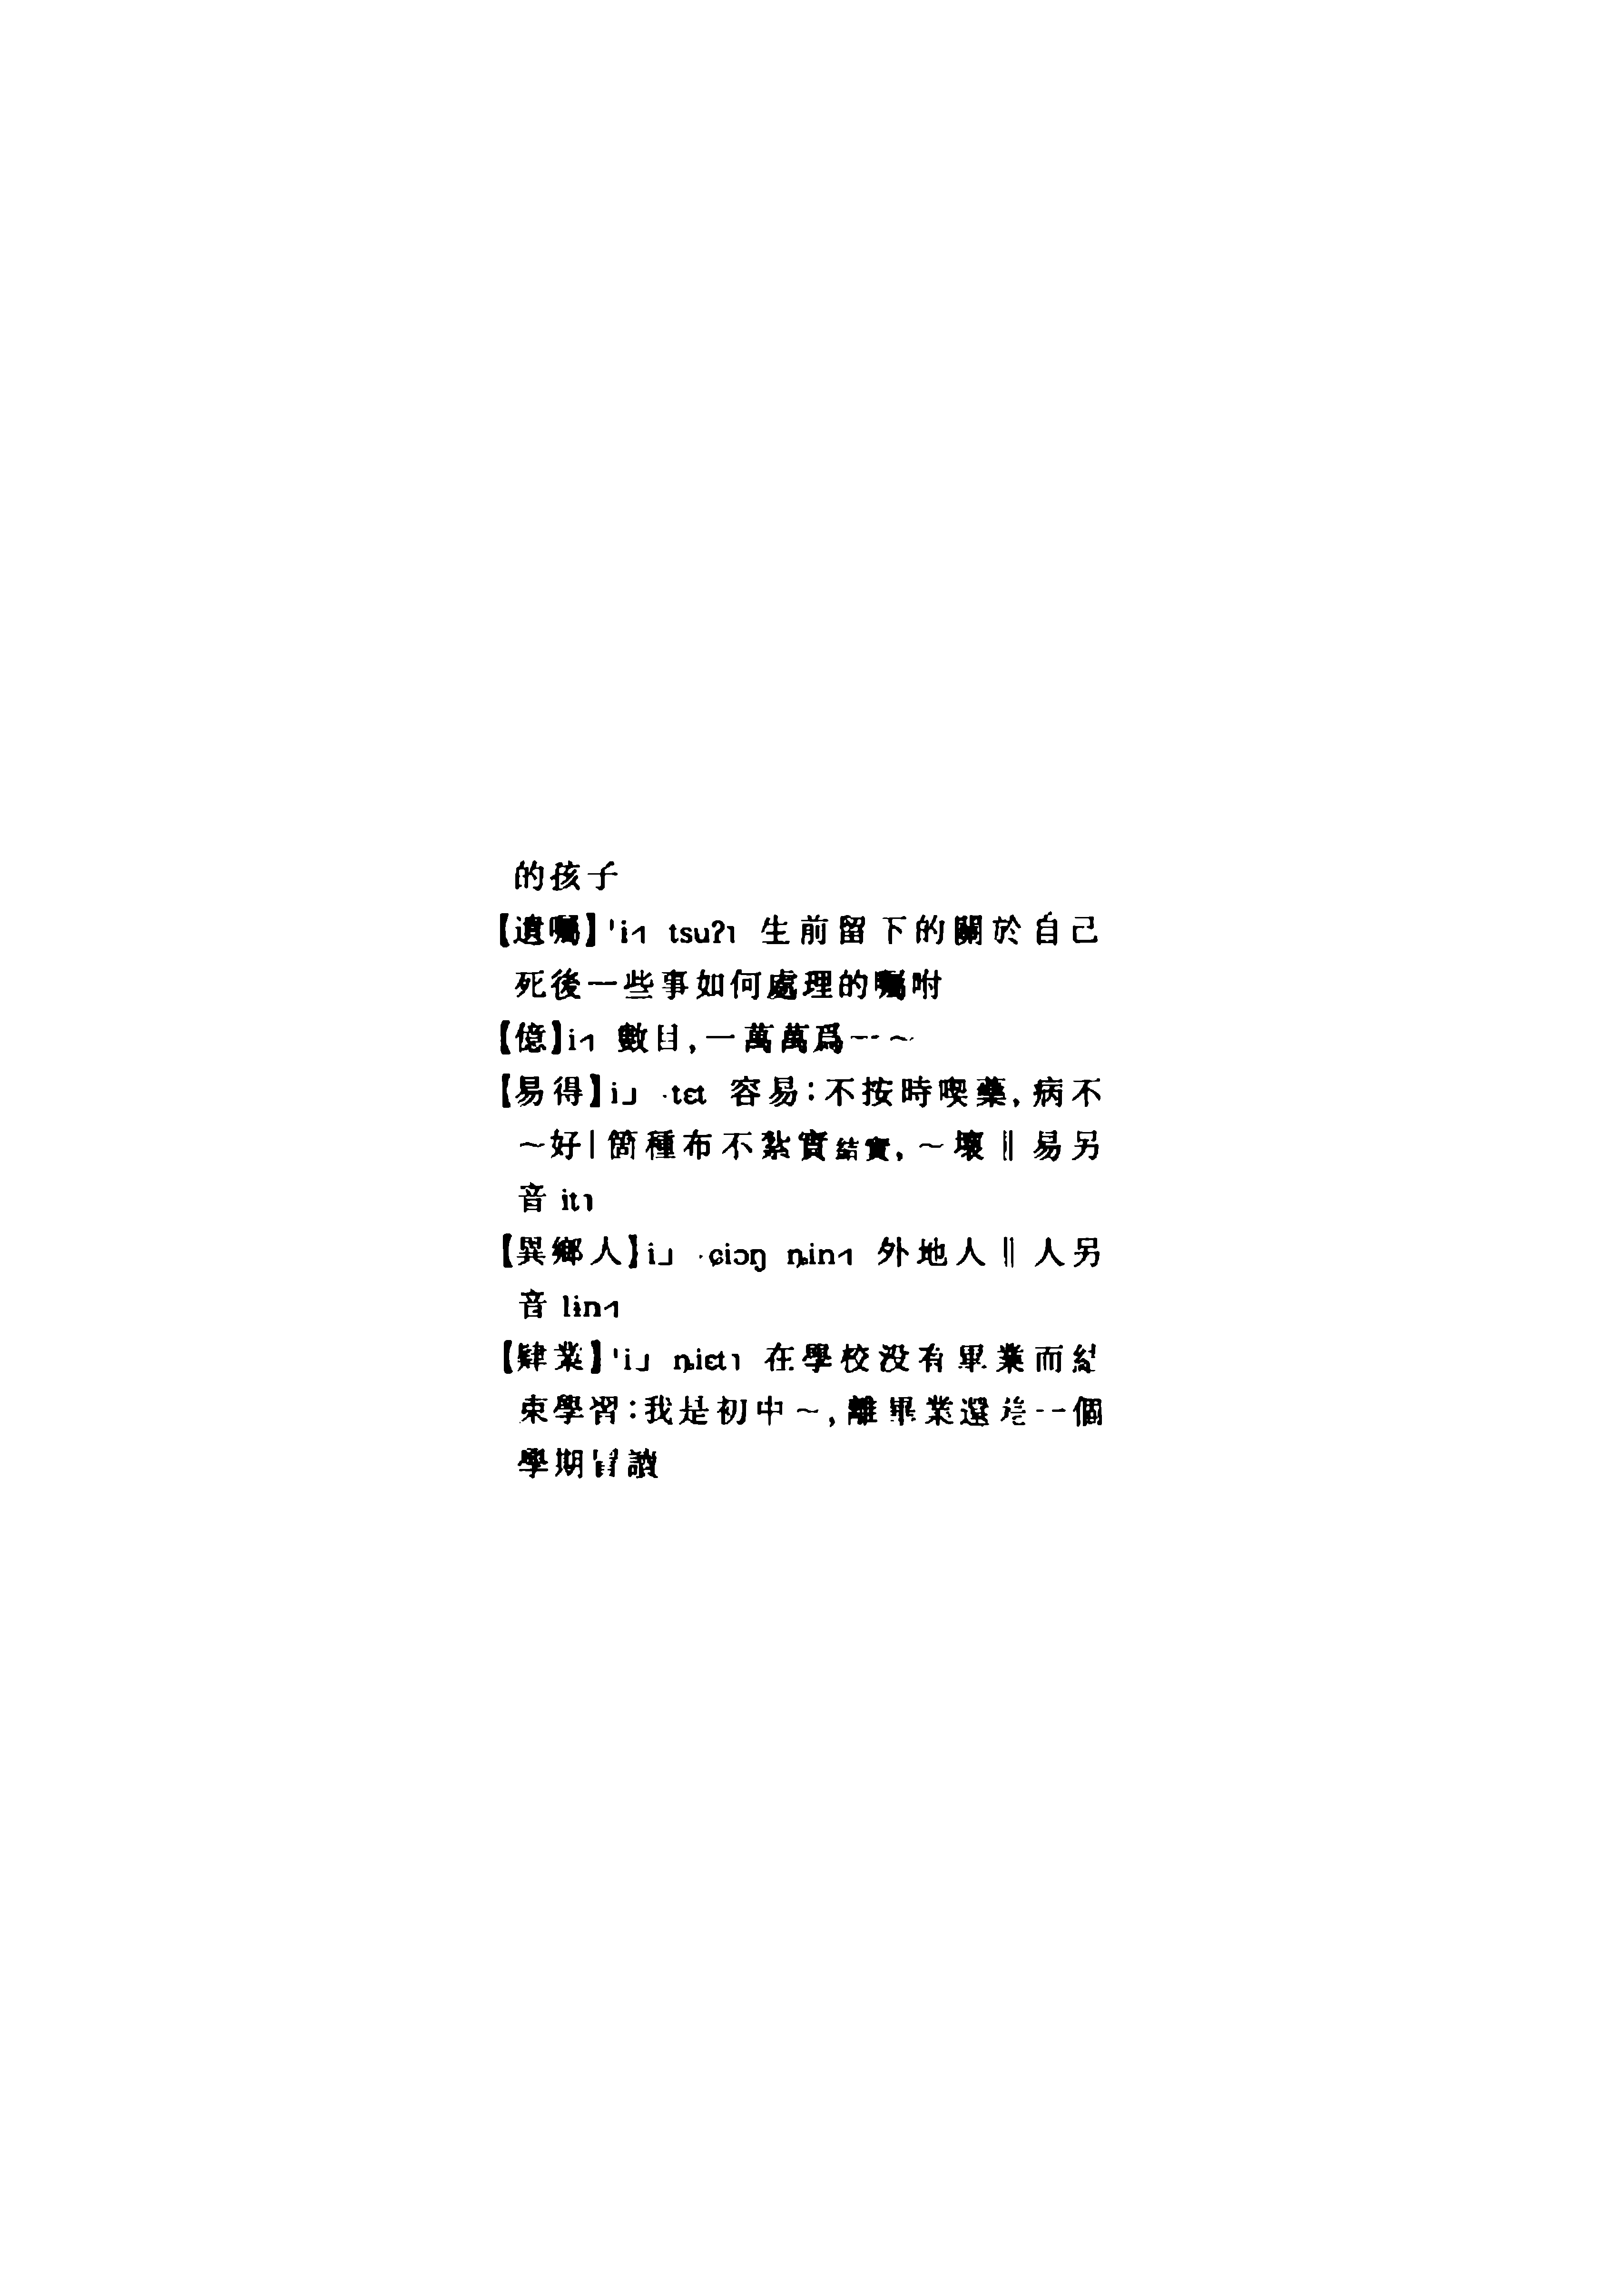 的孩子
【遺囑】ˈi˧ tsuʔ˥ 生前留下的關於自己
死後一些事如何處理的囑咐
【億】i˧ 數目,一萬萬爲一~
【易得】i˩ ·tɛt 容易:不按時喫藥,病不
~好|箇種布不紮實結實,~壞‖易另
音 it˥
【異鄉人】i˩ ·ɕiɔŋ ȵin˧ 外地人‖人另
音 lin˧
【肄業】ˈi˩ ȵiɛt˥ 在學校没有畢業而結
束學習:我是初中~,離畢業還差一個
學期冇讀